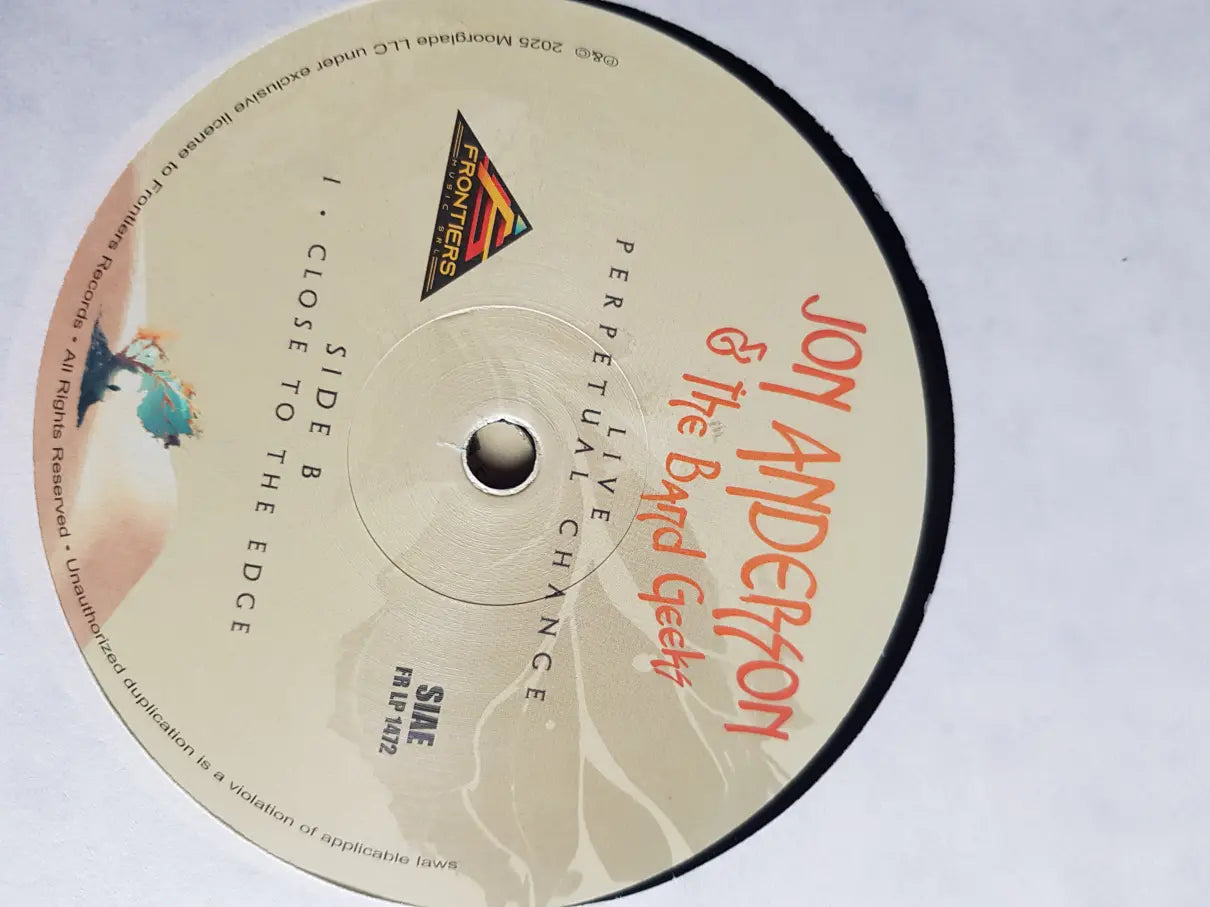 JON ANDERSON
& The Band Geeks
LIVE
PERPETUAL CHANGE
FRONTIERS
MUSIC SRL
SIAE
FR LP 1472
SIDE B
1 • CLOSE TO THE EDGE
℗&© 2025 Moorglade LLC under exclusive license to Frontiers Records • All Rights Reserved • Unauthorized duplication is a violation of applicable laws